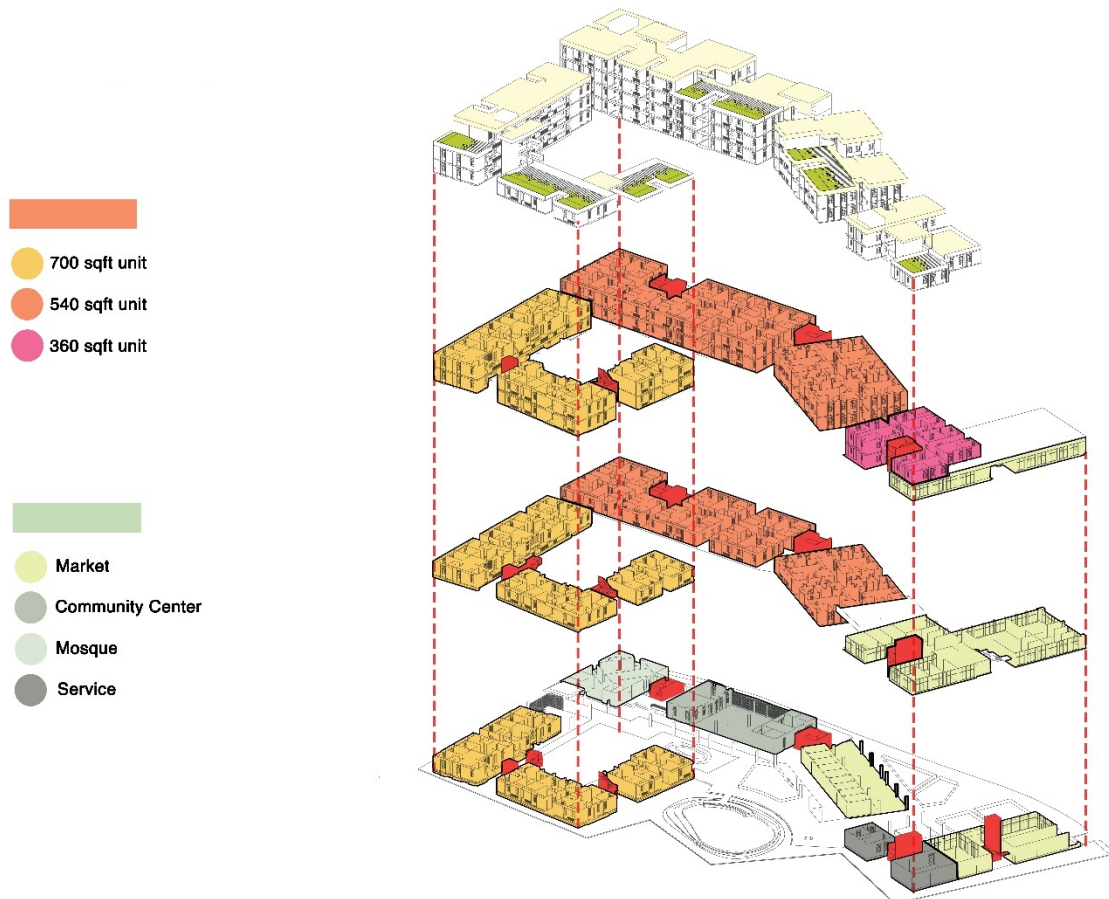 700 sqft unit
540 sqft unit
360 sqft unit
Market
Community Center
Mosque
Service